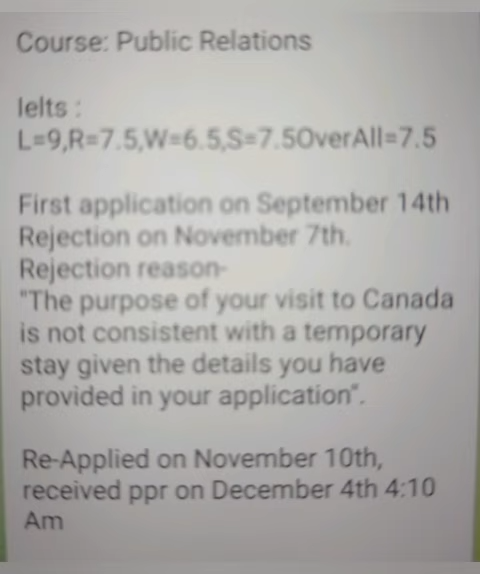 Course: Public Relations
Ielts :
L=9,R=7.5,W=6.5,S=7.5OverAll=7.5
First application on September 14th
Rejection on November 7th.
Rejection reason-
"The purpose of your visit to Canada
is not consistent with a temporary
stay given the details you have
provided in your application".
Re-Applied on November 10th,
received ppr on December 4th 4:10
Am